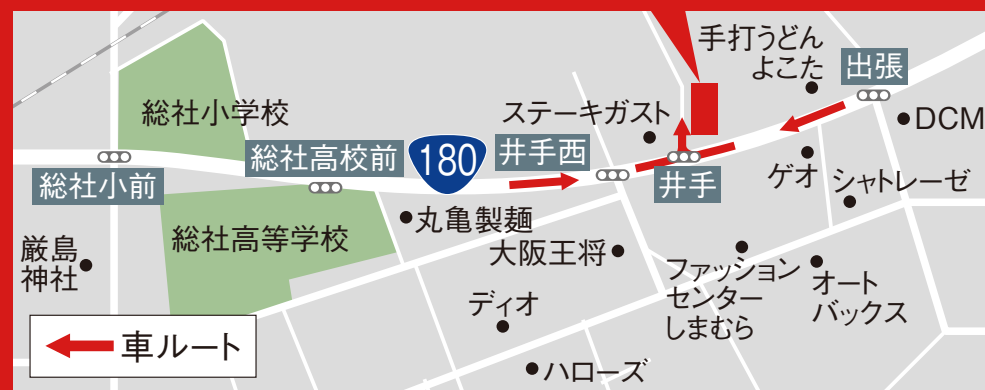 手打うどん
よこた
出張
DCM
ステーキガスト
総社小学校
総社高校前
180
井手西
井手
総社小前
ゲオ
シャトレーゼ
丸亀製麺
総社高等学校
大阪王将
厳島
神社
ファッション
センター
しまむら
オート
バックス
ディオ
車ルート
ハローズ